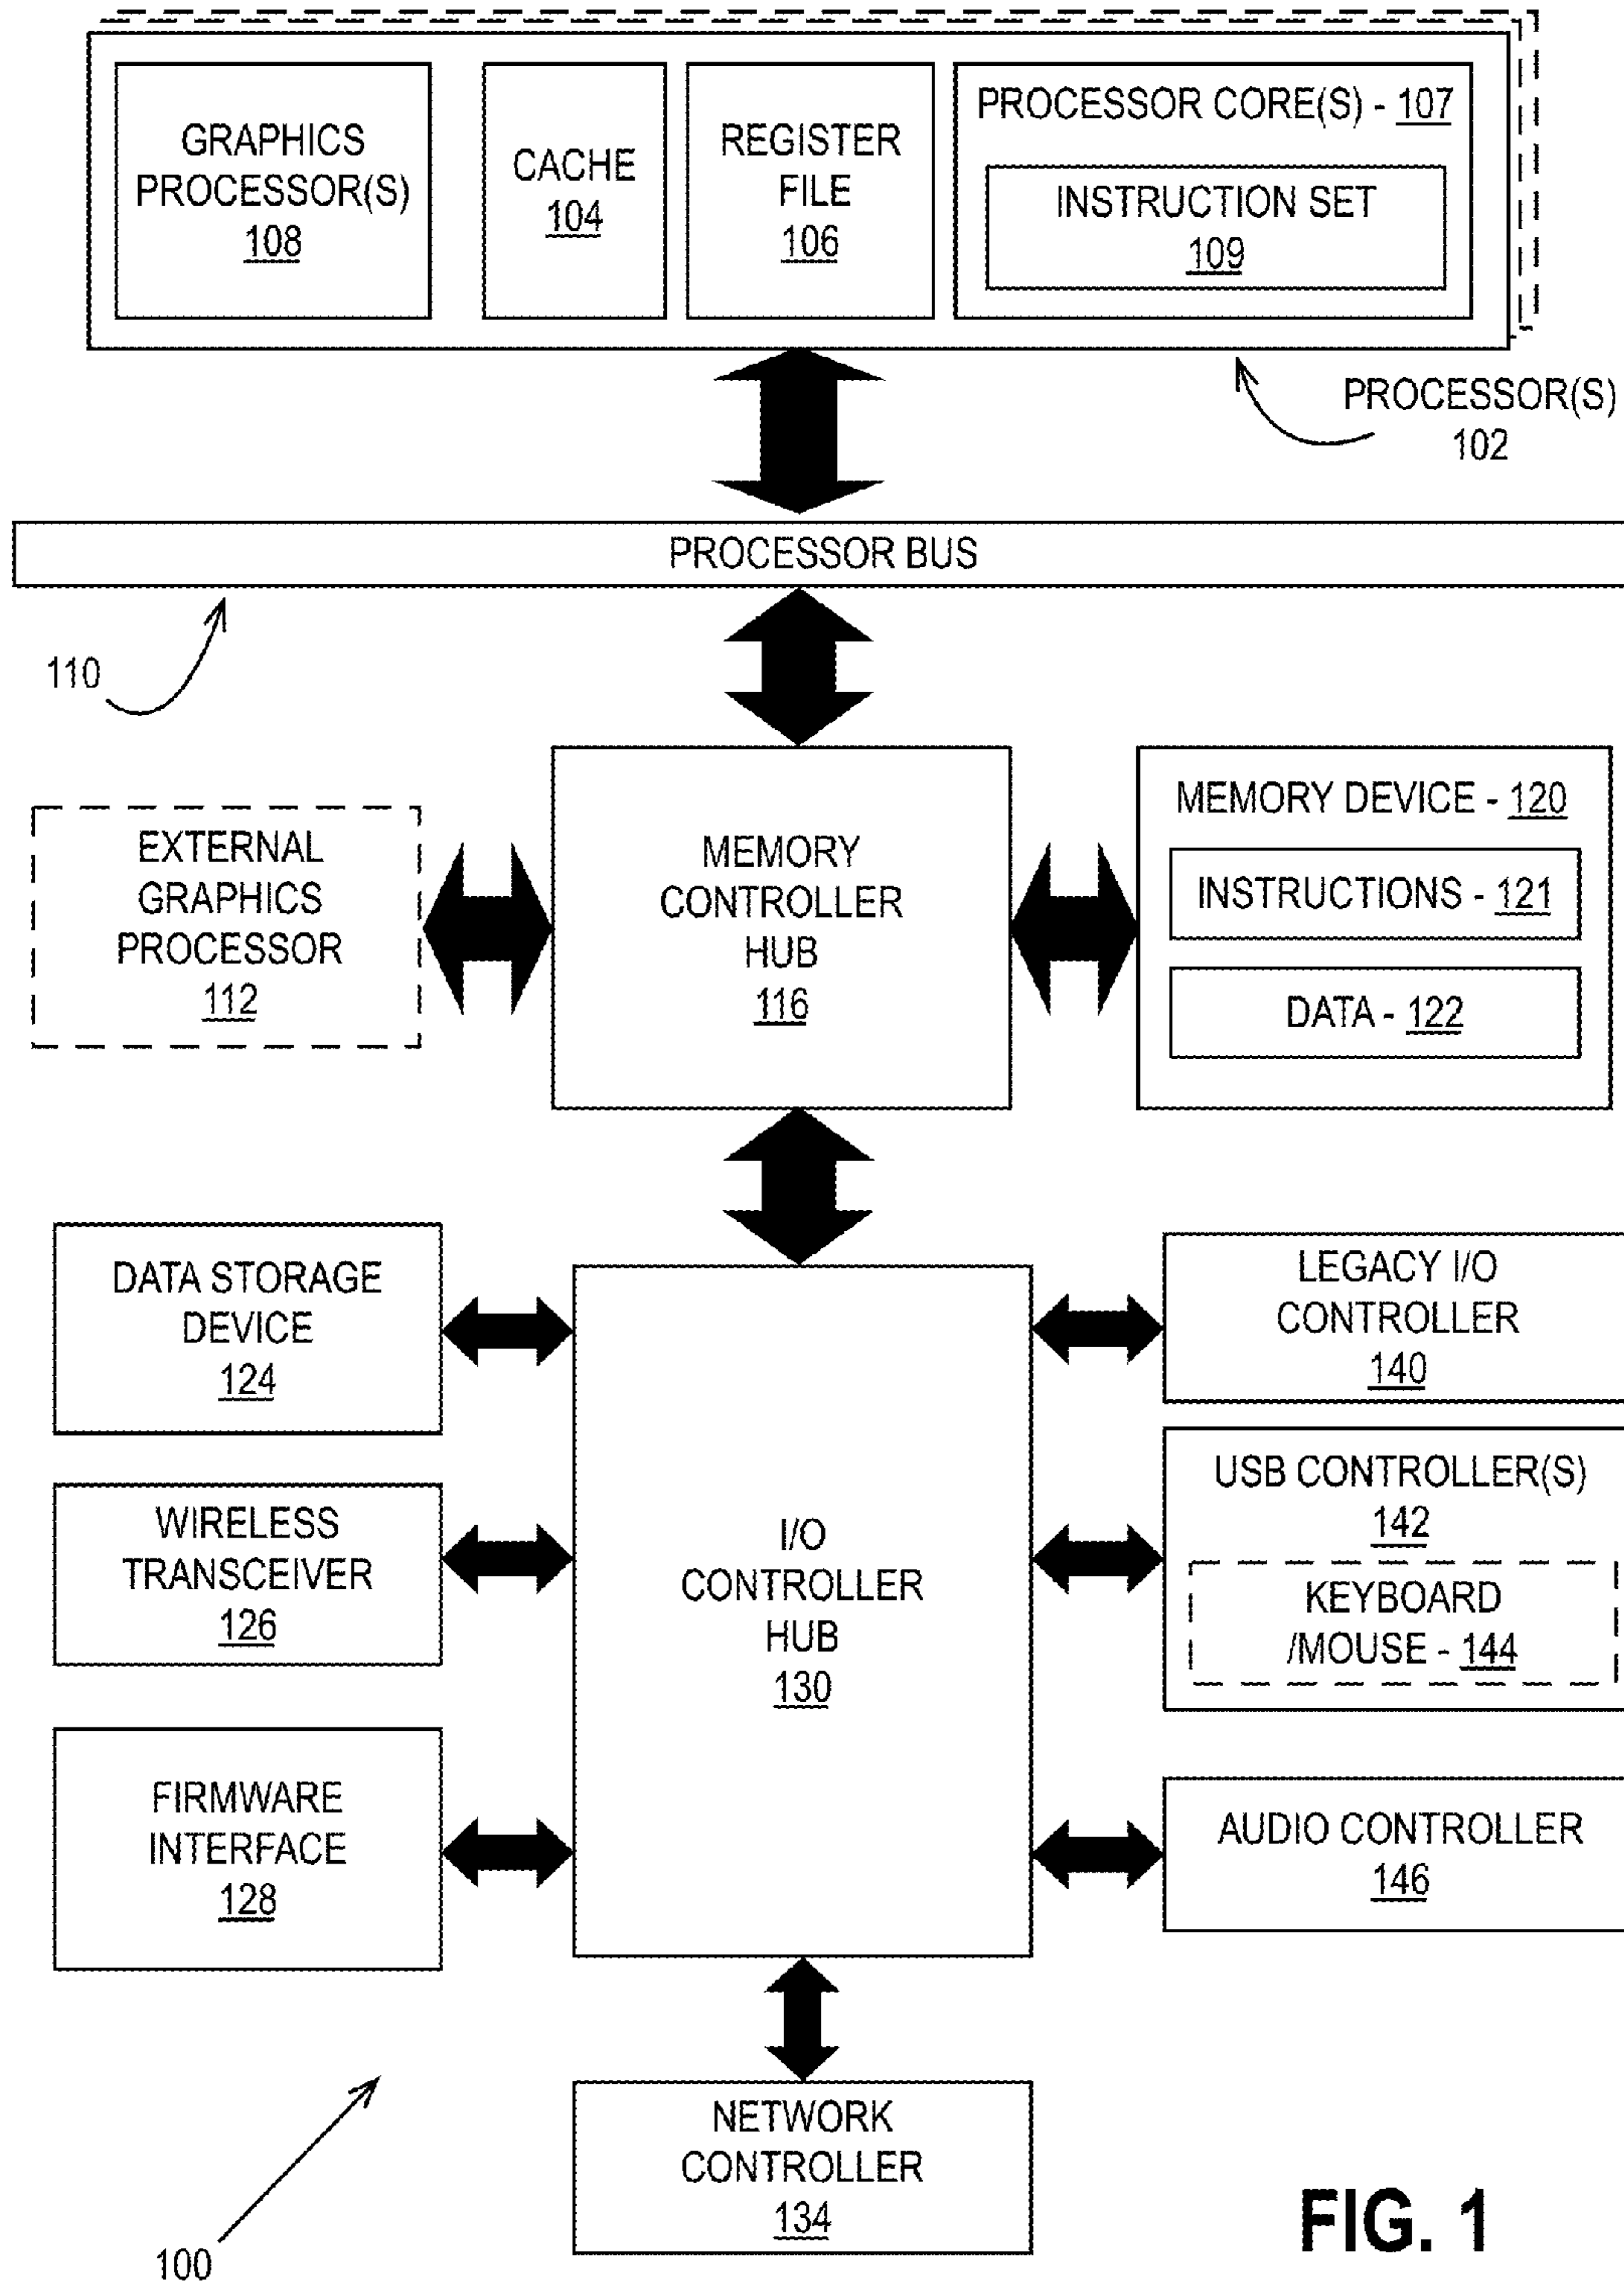 GRAPHICS
PROCESSOR(S)
108
CACHE
104
REGISTER
FILE
106
PROCESSOR CORE(S) - 107
INSTRUCTION SET
109
PROCESSOR(S)
102
PROCESSOR BUS
110
EXTERNAL
GRAPHICS
PROCESSOR
112
MEMORY
CONTROLLER
HUB
116
MEMORY DEVICE - 120
INSTRUCTIONS - 121
DATA - 122
DATA STORAGE
DEVICE
124
WIRELESS
TRANSCEIVER
126
FIRMWARE
INTERFACE
128
I/O
CONTROLLER
HUB
130
LEGACY I/O
CONTROLLER
140
USB CONTROLLER(S)
142
KEYBOARD
/MOUSE - 144
AUDIO CONTROLLER
146
NETWORK
CONTROLLER
134
100
FIG. 1